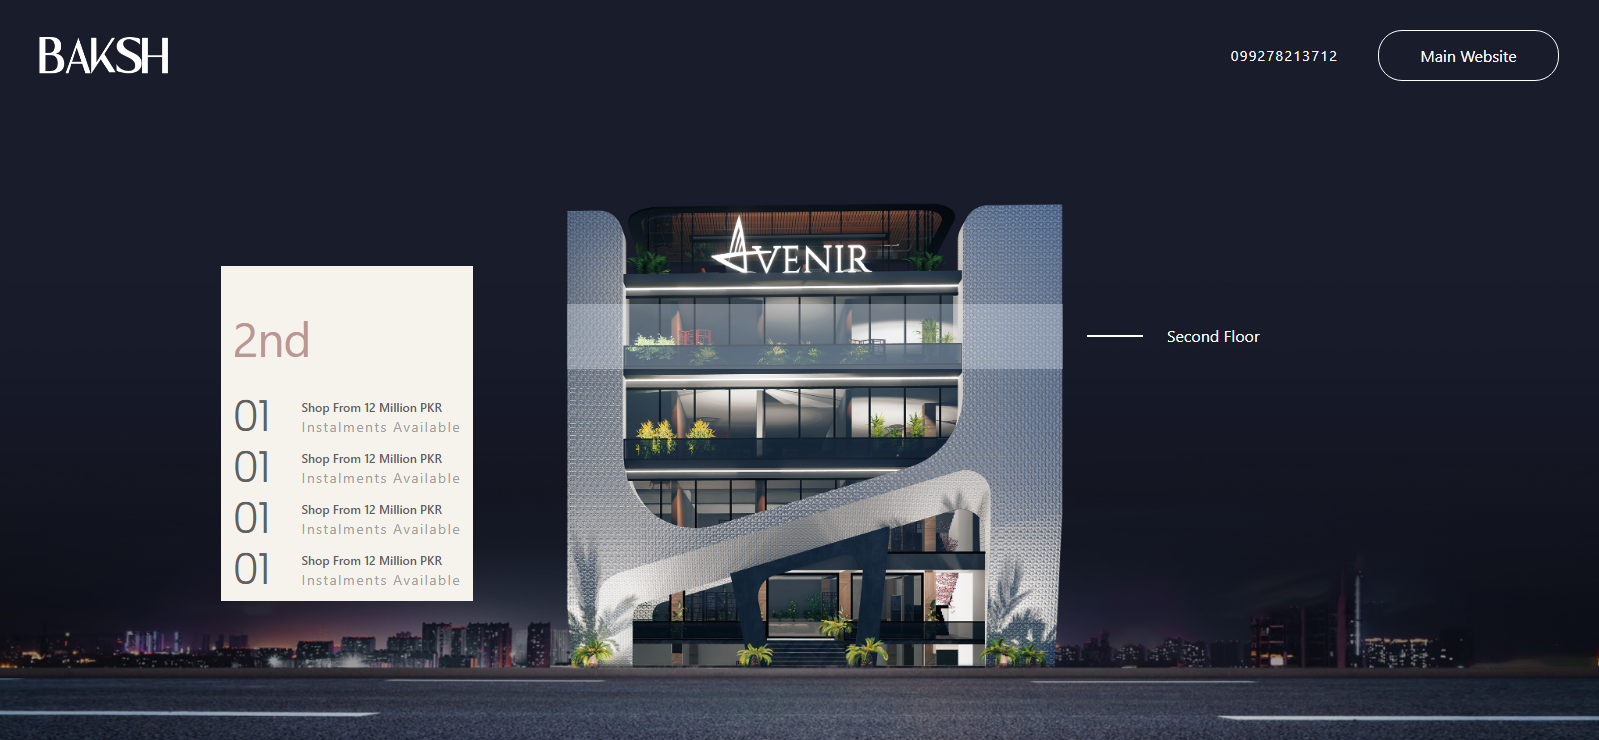 BAKSH
099278213712
Main Website
AVENIR
2nd
01
Shop From 12 Million PKR
Instalments Available
01
Shop From 12 Million PKR
Instalments Available
01
Shop From 12 Million PKR
Instalments Available
01
Shop From 12 Million PKR
Instalments Available
Second Floor